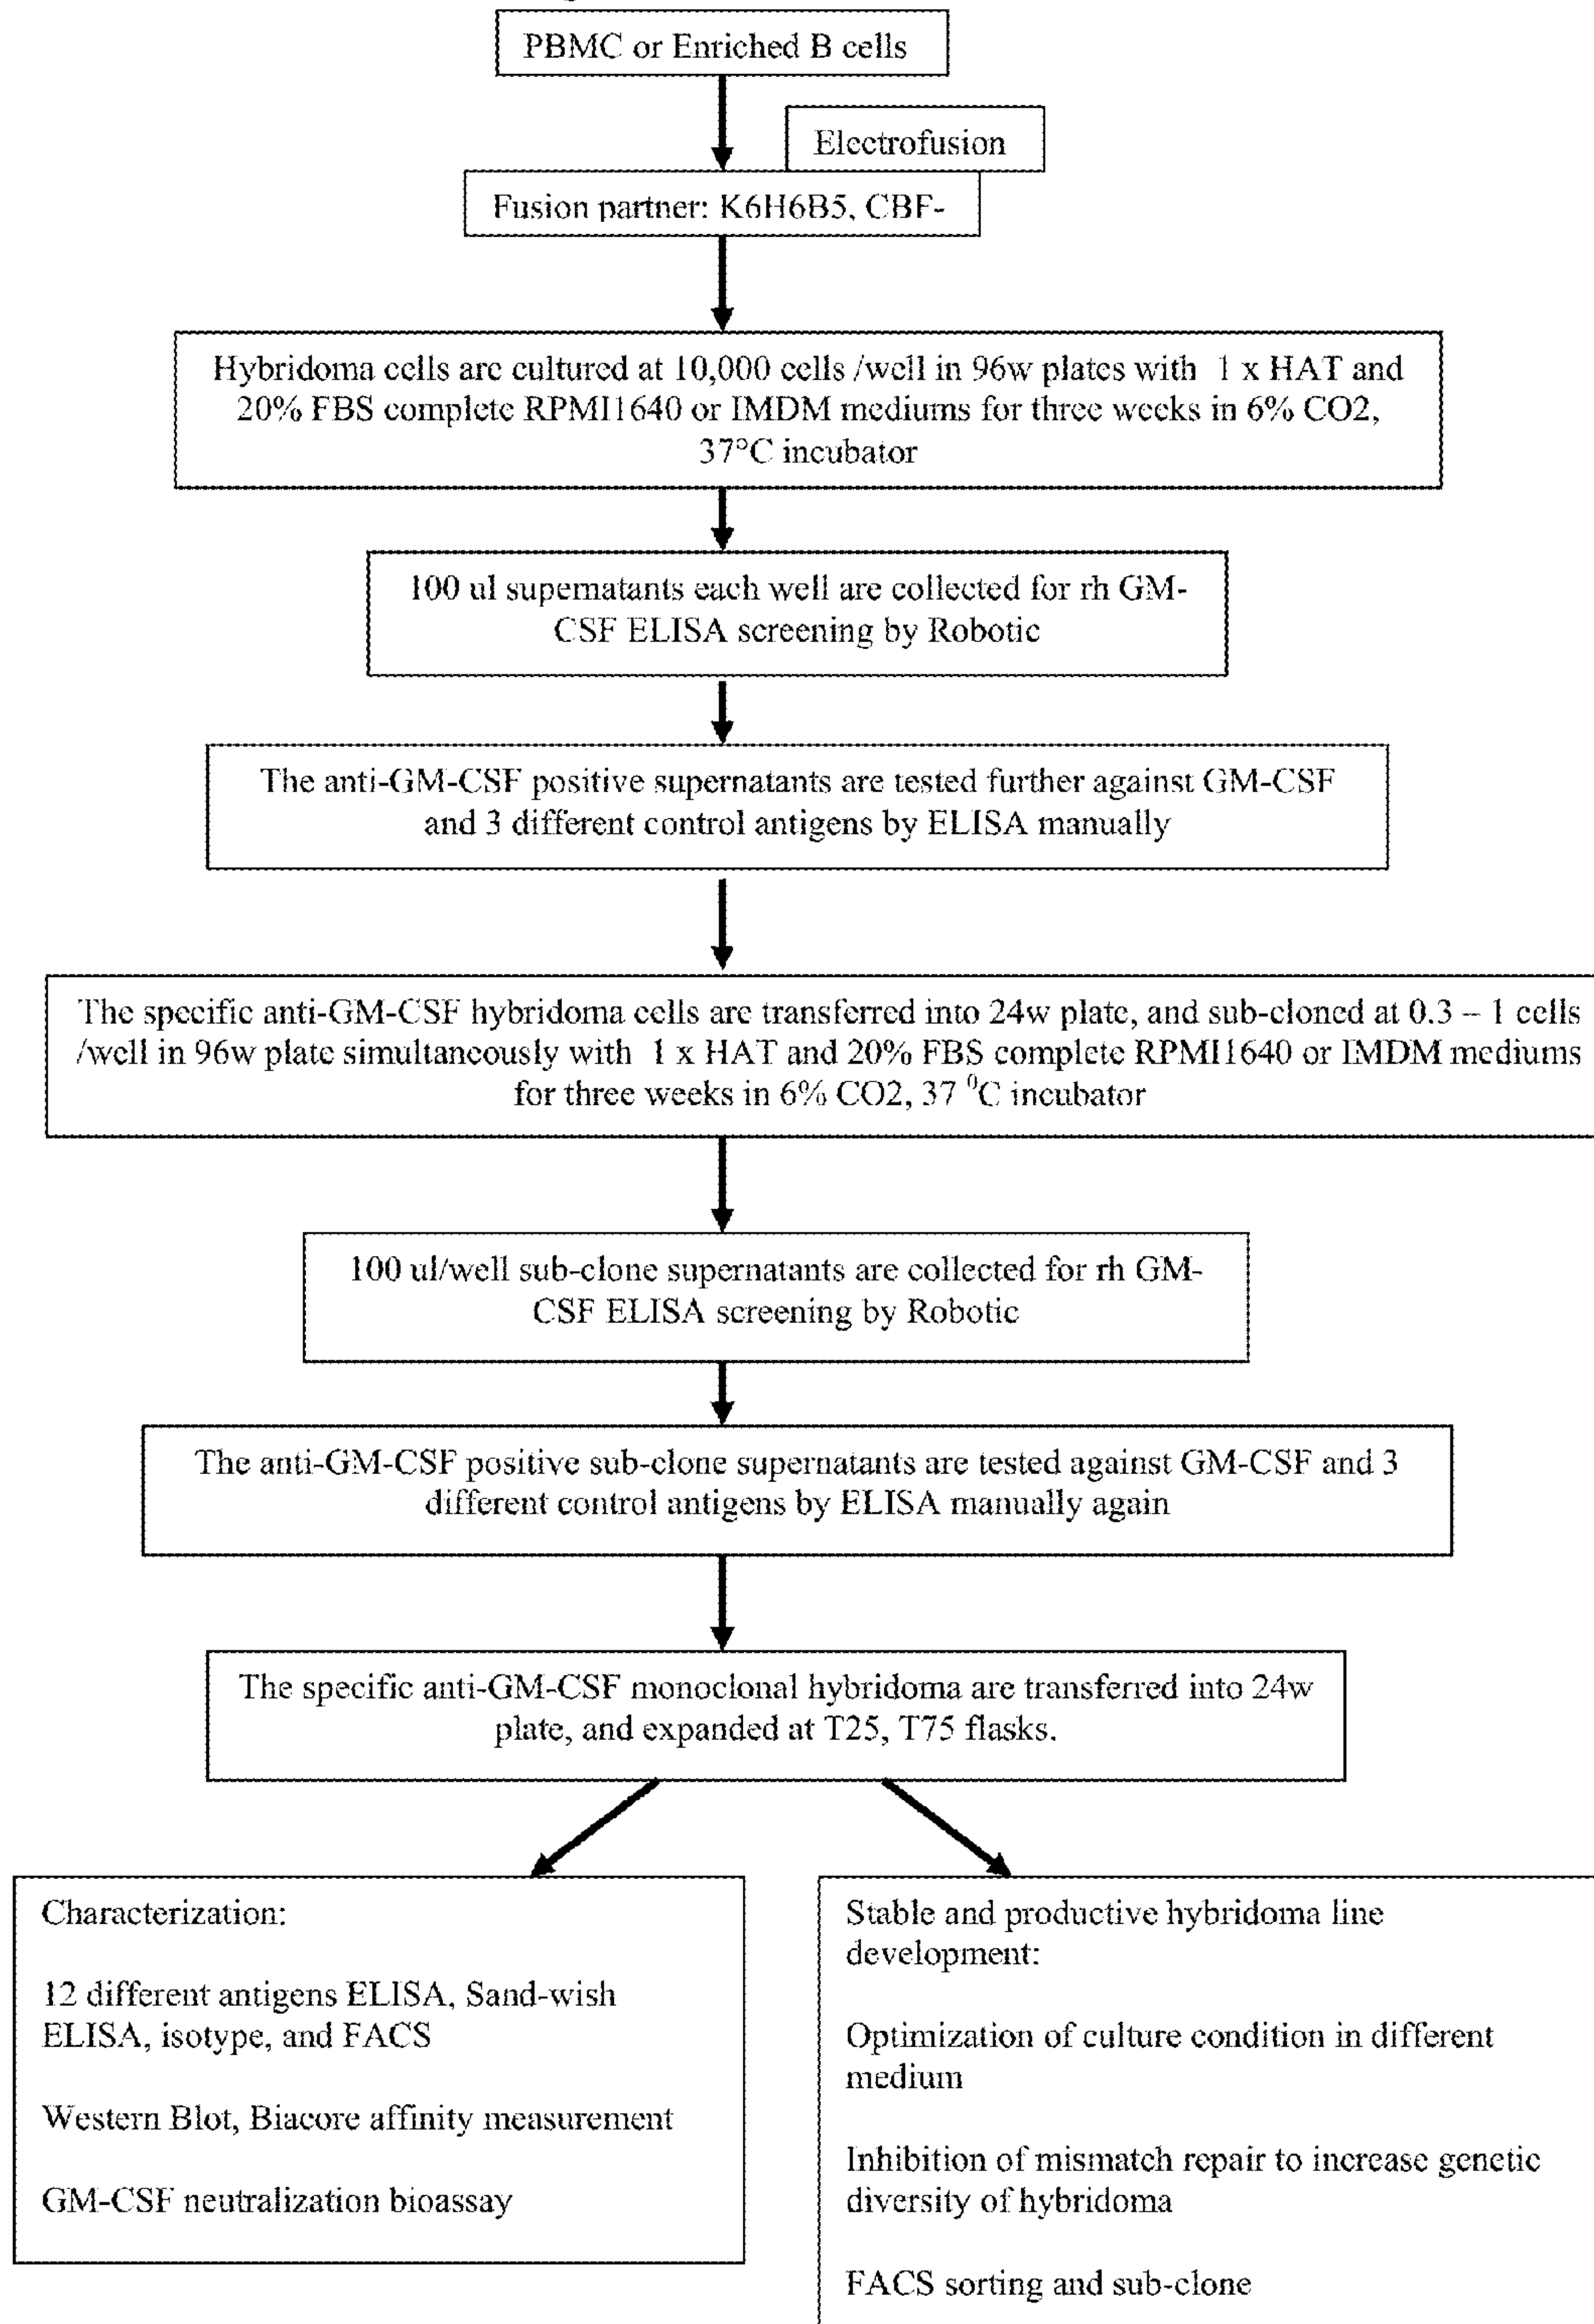 PBMC or Enriched B cells
Electrofusion
Fusion partner: K6H6B5, CBF-
Hybridoma cells are cultured at 10,000 cells /well in 96w plates with 1 x HAT and
20% FBS complete RPMI1640 or IMDM mediums for three weeks in 6% CO2,
37°C incubator
100 ul supernatants each well are collected for rh GM-
CSF ELISA screening by Robotic
The anti-GM-CSF positive supernatants are tested further against GM-CSF
and 3 different control antigens by ELISA manually
The specific anti-GM-CSF hybridoma cells are transferred into 24w plate, and sub-cloned at 0.3 – 1 cells
/well in 96w plate simultaneously with 1 x HAT and 20% FBS complete RPMI1640 or IMDM mediums
for three weeks in 6% CO2, 37 ⁰C incubator
100 ul/well sub-clone supernatants are collected for rh GM-
CSF ELISA screening by Robotic
The anti-GM-CSF positive sub-clone supernatants are tested against GM-CSF and 3
different control antigens by ELISA manually again
The specific anti-GM-CSF monoclonal hybridoma are transferred into 24w
plate, and expanded at T25, T75 flasks.
Characterization:
12 different antigens ELISA, Sand-wish
ELISA, isotype, and FACS
Western Blot, Biacore affinity measurement
GM-CSF neutralization bioassay
Stable and productive hybridoma line
development:
Optimization of culture condition in different
medium
Inhibition of mismatch repair to increase genetic
diversity of hybridoma
FACS sorting and sub-clone